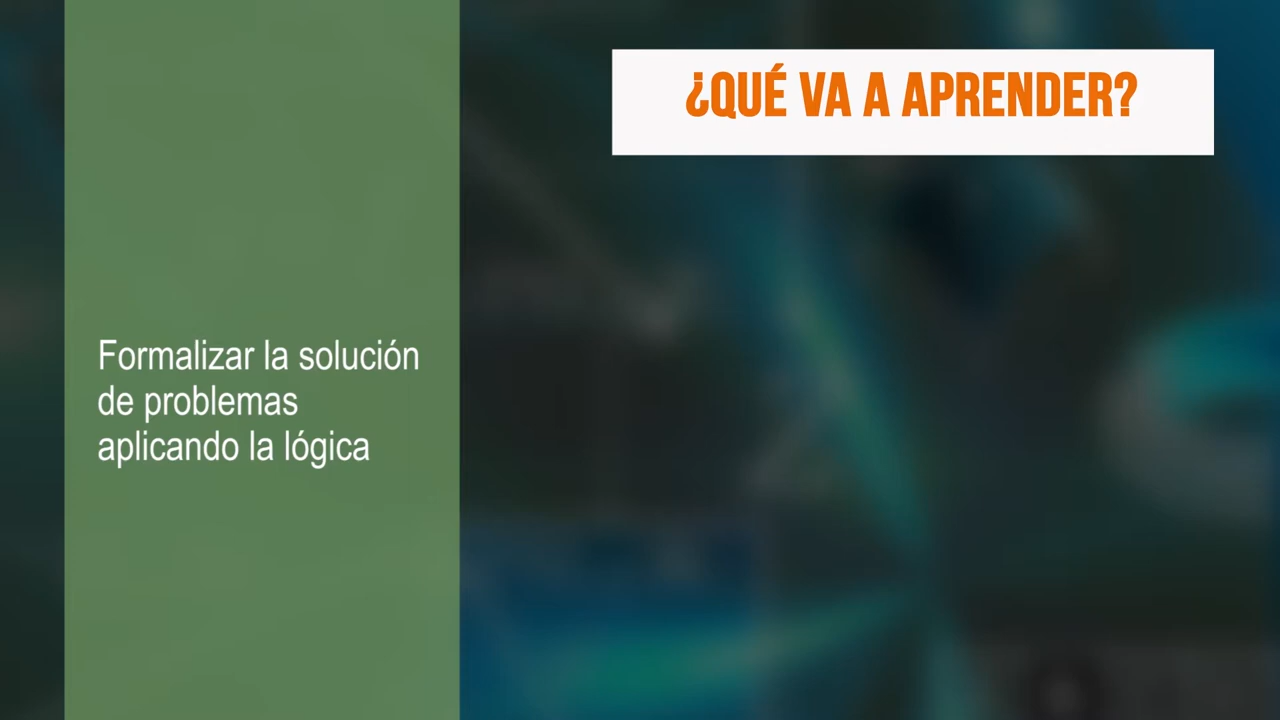 ¿QUÉ VA A APRENDER?
Formalizar la solución
de problemas
aplicando la lógica